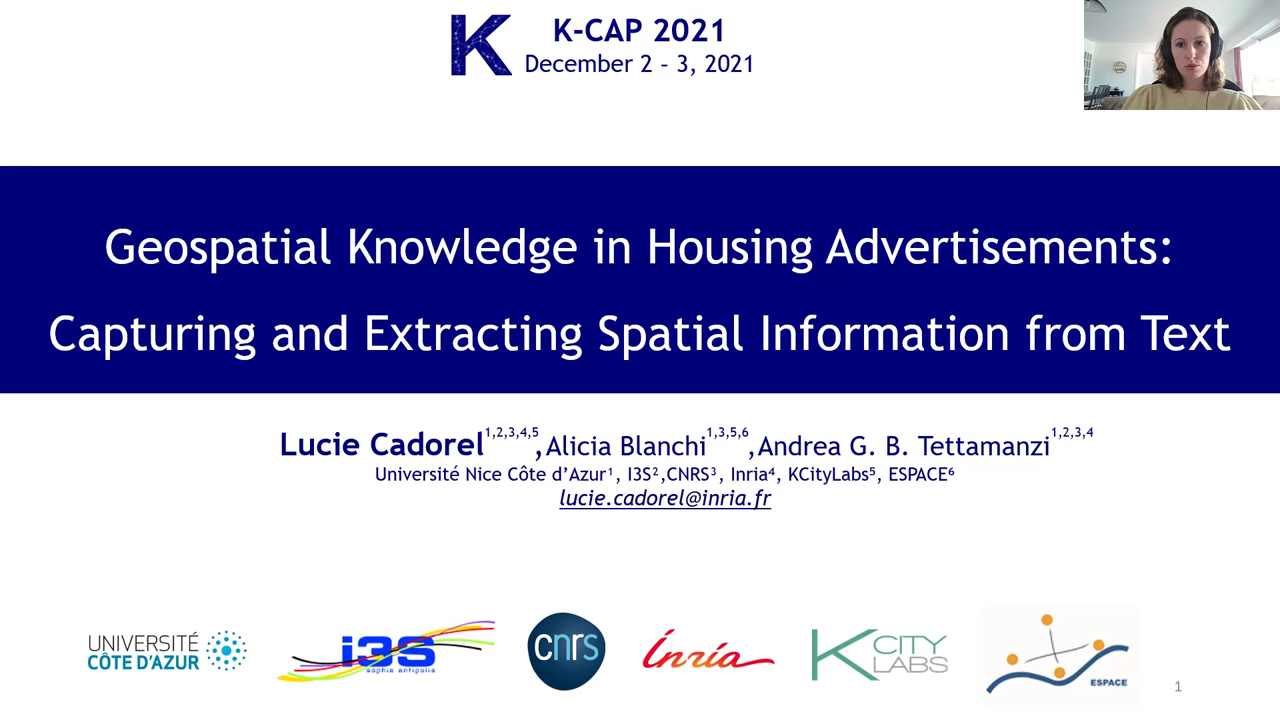 K-CAP 2021
December 2 - 3, 2021
Geospatial Knowledge in Housing Advertisements:
Capturing and Extracting Spatial Information from Text
Lucie Cadorel¹,²,³,⁴,⁵, Alicia Blanchi¹,³,⁵,⁶, Andrea G. B. Tettamanzi¹,²,³,⁴
Université Nice Côte d’Azur¹, I3S²,CNRS³, Inria⁴, KCityLabs⁵, ESPACE⁶
lucie.cadorel@inria.fr
UNIVERSITÉ
CÔTE D'AZUR
i3S
sophia antipolis
cnrs
Inria
K CITY
LABS
ESPACE
1